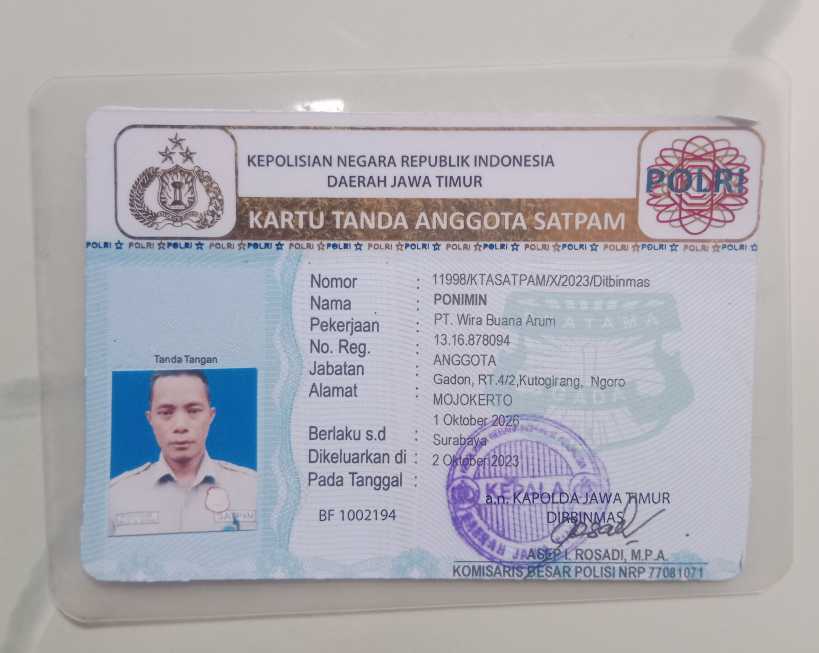 KEPOLISIAN NEGARA REPUBLIK INDONESIA
DAERAH JAWA TIMUR
KARTU TANDA ANGGOTA SATPAM
POLRI
POLRI POLRI POLRI POLRI POLRI POLRI POLRI POLRI POLRI POLRI POLRI POLRI POLRI POLRI POLRI POLRI POLRI
Nomor : 11998/KTASATPAM/X/2023/Ditbinmas
Nama : PONIMIN
Pekerjaan : PT. Wira Buana Arum
No. Reg. : 13.16.878094
Jabatan : ANGGOTA
Alamat : Gadon, RT.4/2,Kutogirang, Ngoro
MOJOKERTO
Berlaku s.d : 1 Oktober 2026
Dikeluarkan di : Surabaya
Pada Tanggal : 2 Oktober 2023
Tanda Tangan
SATPAM
BF 1002194
KEPALA
a.n. KAPOLDA JAWA TIMUR
DIRBINMAS
ASEP I. ROSADI, M.P.A.
KOMISARIS BESAR POLISI NRP 77081071